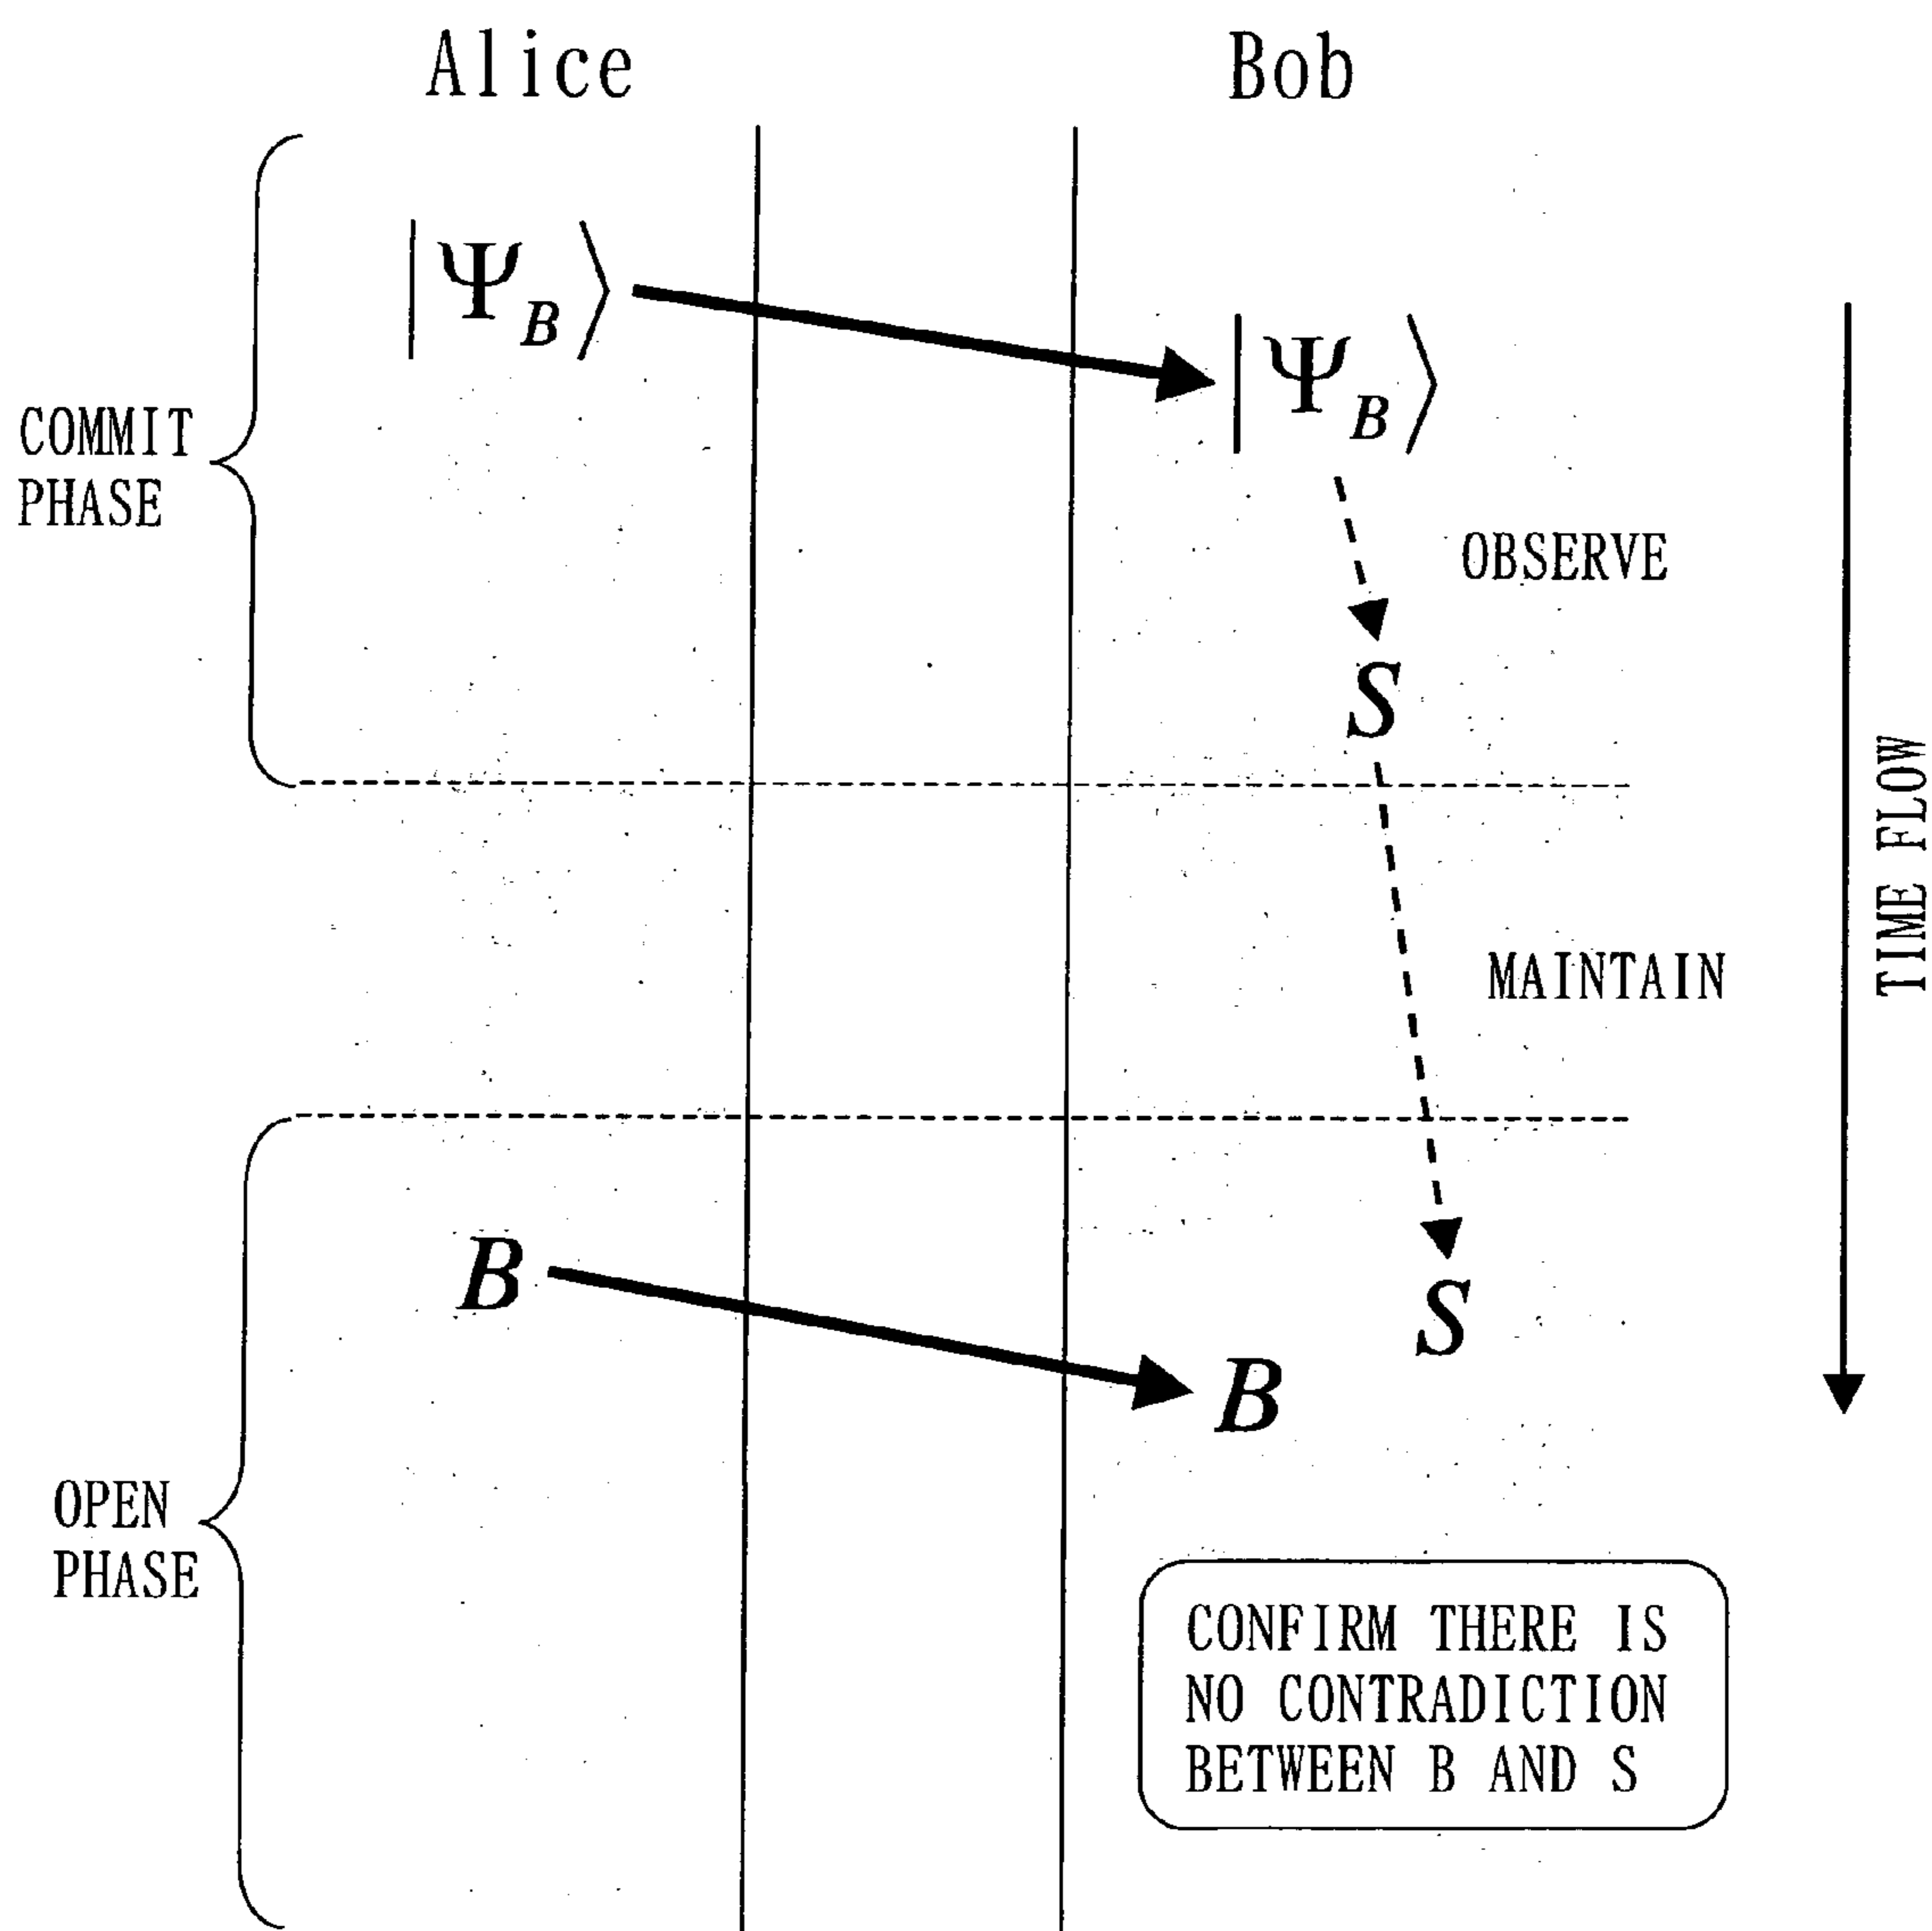 Alice
Bob
|Ψ_B⟩
|Ψ_B⟩
COMMIT
PHASE
OBSERVE
S
TIME FLOW
MAINTAIN
B
S
B
OPEN
PHASE
CONFIRM THERE IS
NO CONTRADICTION
BETWEEN B AND S